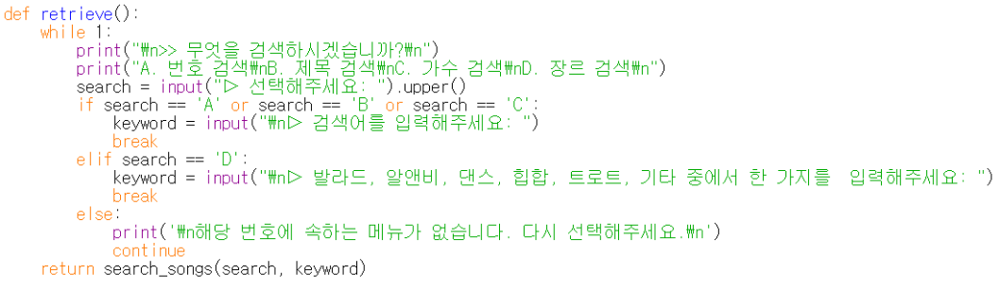 def retrieve():
    while 1:
        print("₩n>> 무엇을 검색하시겠습니까?₩n")
        print("A. 번호 검색₩nB. 제목 검색₩nC. 가수 검색₩nD. 장르 검색₩n")
        search = input("▷ 선택해주세요: ").upper()
        if search == 'A' or search == 'B' or search == 'C':
            keyword = input("₩n▷ 검색어를 입력해주세요: ")
            break
        elif search == 'D':
            keyword = input("₩n▷ 발라드, 알앤비, 댄스, 힙합, 트로트, 기타 중에서 한 가지를  입력해주세요: ")
            break
        else:
            print('₩n해당 번호에 속하는 메뉴가 없습니다. 다시 선택해주세요.₩n')
            continue
    return search_songs(search, keyword)